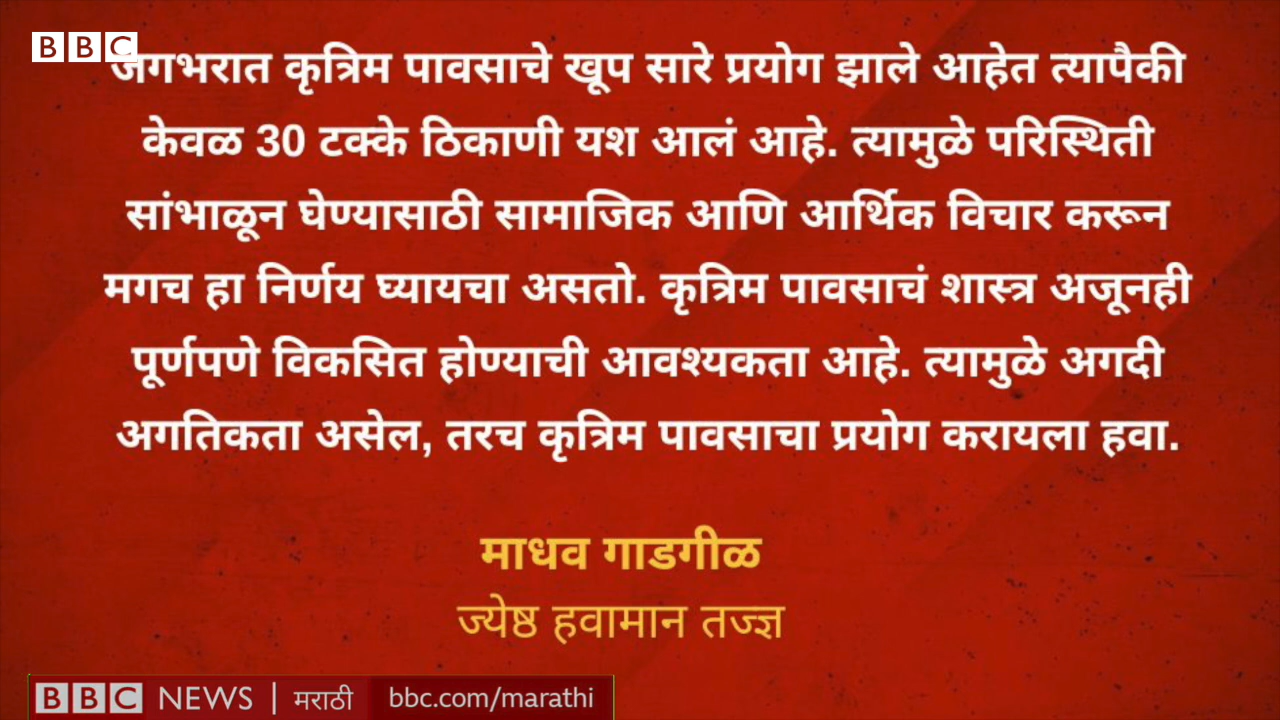 BBC
जगभरात कृत्रिम पावसाचे खूप सारे प्रयोग झाले आहेत त्यापैकी
केवळ 30 टक्के ठिकाणी यश आलं आहे. त्यामुळे परिस्थिती
सांभाळून घेण्यासाठी सामाजिक आणि आर्थिक विचार करून
मगच हा निर्णय घ्यायचा असतो. कृत्रिम पावसाचं शास्त्र अजूनही
पूर्णपणे विकसित होण्याची आवश्यकता आहे. त्यामुळे अगदी
अगतिकता असेल, तरच कृत्रिम पावसाचा प्रयोग करायला हवा.
माधव गाडगीळ
ज्येष्ठ हवामान तज्ज्ञ
BBC NEWS | मराठी bbc.com/marathi